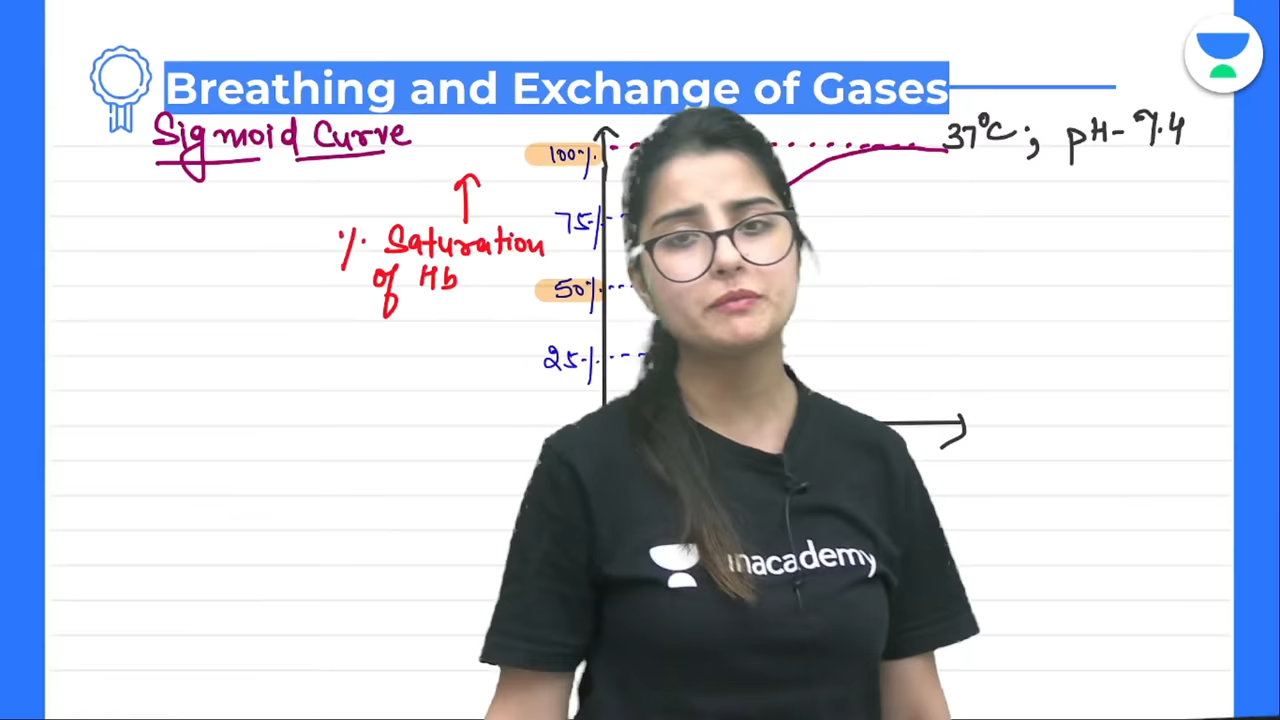 Breathing and Exchange of Gases
Sigmoid Curve
37°C; pH- 7.4
100%
75%
% Saturation
of Hb
50%
25%
unacademy